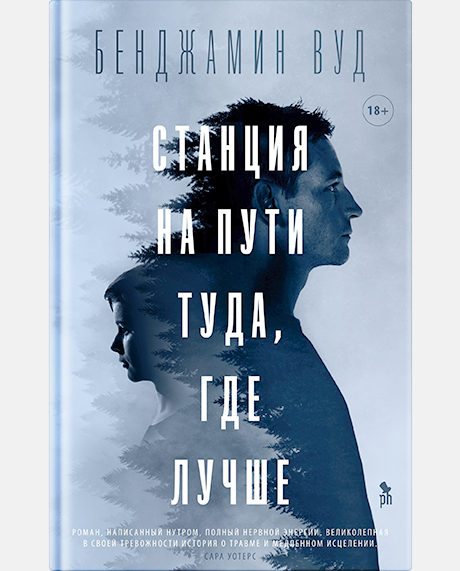 БЕНДЖАМИН ВУД
18+
СТАНЦИЯ
НА ПУТИ
ТУДА,
ГДЕ
ЛУЧШЕ
ph
РОМАН, НАПИСАННЫЙ НУТРОМ, ПОЛНЫЙ НЕРВНОЙ ЭНЕРГИИ. ВЕЛИКОЛЕПНАЯ
В СВОЕЙ ТРЕВОЖНОСТИ ИСТОРИЯ О ТРАВМЕ И МЕДЛЕННОМ ИСЦЕЛЕНИИ.
САРА УОТЕРС